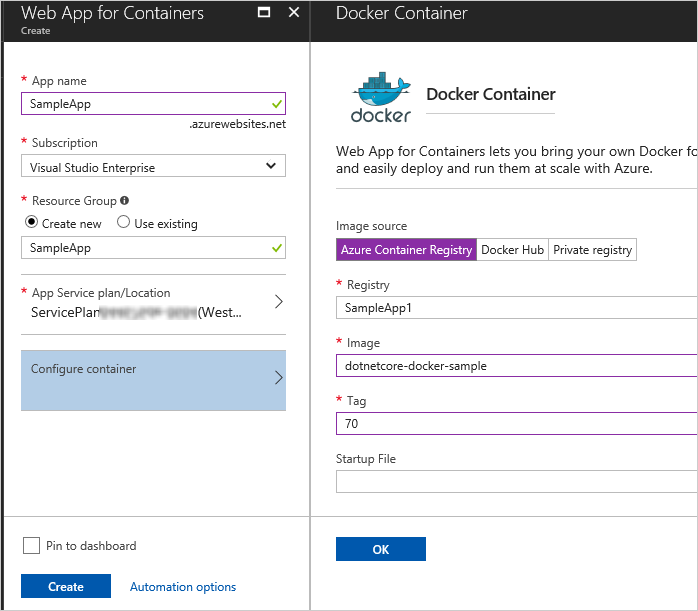 Web App for Containers
Create
* App name
SampleApp
.azurewebsites.net
* Subscription
Visual Studio Enterprise
* Resource Group
Create new
Use existing
SampleApp
* App Service plan/Location
ServicePlan (West...
Configure container
Pin to dashboard
Create
Automation options
Docker Container
docker
Docker Container
Web App for Containers lets you bring your own Docker fo
and easily deploy and run them at scale with Azure.
Image source
Azure Container Registry
Docker Hub
Private registry
* Registry
SampleApp1
* Image
dotnetcore-docker-sample
* Tag
70
Startup File
OK